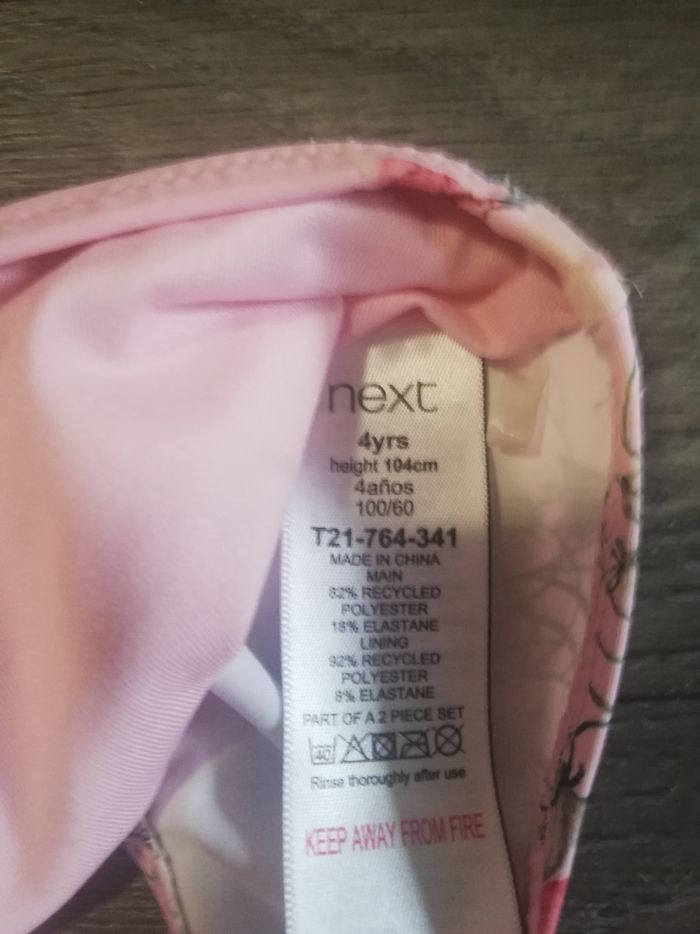 next
4yrs
height 104cm
4años
100/60
T21-764-341
MADE IN CHINA
MAIN
82% RECYCLED
POLYESTER
18% ELASTANE
LINING
92% RECYCLED
POLYESTER
8% ELASTANE
PART OF A 2 PIECE SET
40
Rinse thoroughly after use
KEEP AWAY FROM FIRE